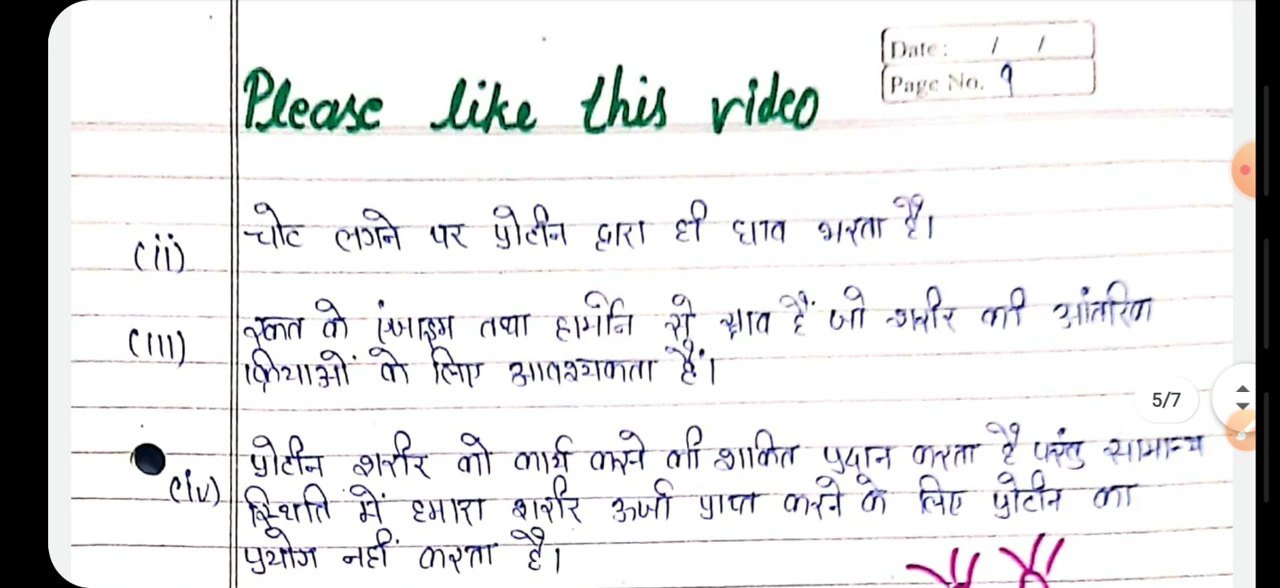 Date : / /
Page No. 9
Please like this video
(ii) चोट लगने पर प्रोटीन द्वारा ही घाव भरता है।
(iii) रक्त के एंजाइम तथा हार्मोन से स्राव हैं जो शरीर की आंतरिक
क्रियाओं के लिए आवश्यकता हैं।
5/7
(iv) प्रोटीन शरीर को कार्य करने की शक्ति प्रदान करता है परंतु सामान्य
स्थिति में हमारा शरीर ऊर्जा प्राप्त करने के लिए प्रोटीन का
प्रयोग नहीं करता है।